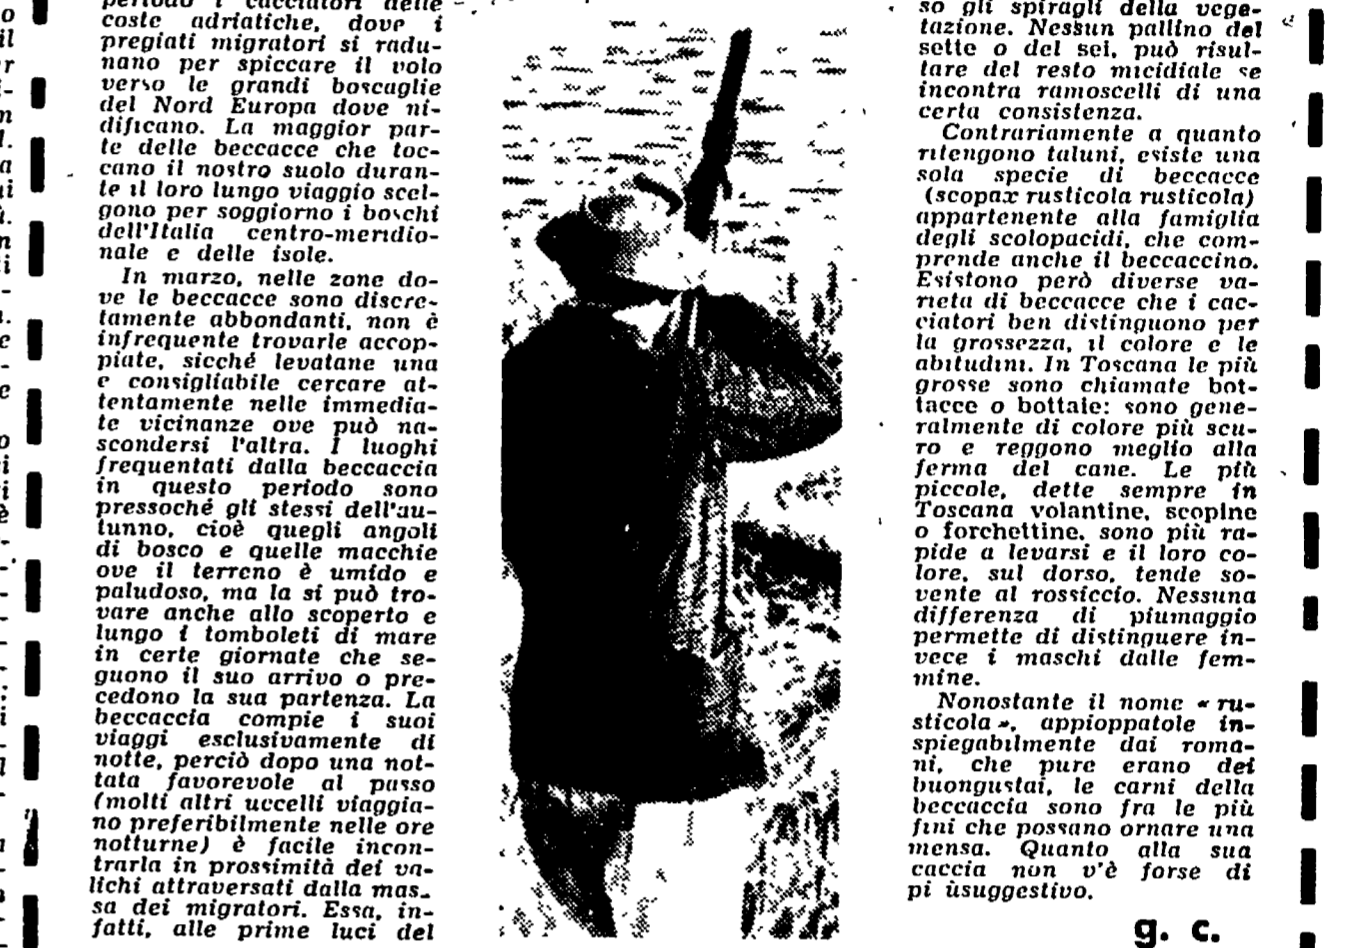 periodo i cacciatori delle
coste adriatiche, dove i
pregiati migratori si radu-
nano per spiccare il volo
verso le grandi boscaglie
del Nord Europa dove ni-
dificano. La maggior par-
te delle beccacce che toc-
cano il nostro suolo duran-
te il loro lungo viaggio scel-
gono per soggiorno i boschi
dell'Italia centro-meridio-
nale e delle isole.
In marzo, nelle zone do-
ve le beccacce sono discre-
tamente abbondanti, non è
infrequente trovarle accop-
piate, sicché levatane una
e consigliabile cercare at-
tentamente nelle immedia-
te vicinanze ove può na-
scondersi l'altra. I luoghi
frequentati dalla beccaccia
in questo periodo sono
pressoché gli stessi dell'au-
tunno, cioè quegli angoli
di bosco e quelle macchie
ove il terreno è umido e
paludoso, ma la si può tro-
vare anche allo scoperto e
lungo i tomboleti di mare
in certe giornate che se-
guono il suo arrivo o pre-
cedono la sua partenza. La
beccaccia compie i suoi
viaggi esclusivamente di
notte, perciò dopo una not-
tata favorevole al passo
(molti altri uccelli viaggia-
no preferibilmente nelle ore
notturne) è facile incon-
trarla in prossimità dei va-
lichi attraversati dalla mas-
sa dei migratori. Essa, in-
fatti, alle prime luci del
so gli spiragli della vege-
tazione. Nessun pallino del
sette o del sei, può risul-
tare del resto micidiale se
incontra ramoscelli di una
certa consistenza.
Contrariamente a quanto
ritengono taluni, esiste una
sola specie di beccacce
(scopax rusticola rusticola)
appartenente alla famiglia
degli scolopacidi, che com-
prende anche il beccaccino.
Esistono però diverse va-
rieta di beccacce che i cac-
ciatori ben distinguono per
la grossezza, il colore e le
abitudini. In Toscana le più
grosse sono chiamate bot-
tacce o bottaie: sono gene-
ralmente di colore più scu-
ro e reggono meglio alla
ferma del cane. Le più
piccole, dette sempre in
Toscana volantine, scopine
o forchettine, sono più ra-
pide a levarsi e il loro co-
lore, sul dorso, tende so-
vente al rossiccio. Nessuna
differenza di piumaggio
permette di distinguere in-
vece i maschi dalle fem-
mine.
Nonostante il nome « ru-
sticola », appioppatole in-
spiegabilmente dai roma-
ni, che pure erano dei
buongustai, le carni della
beccaccia sono fra le più
fini che possano ornare una
mensa. Quanto alla sua
caccia non v'è forse di
pi ùsuggestivo.
g. c.